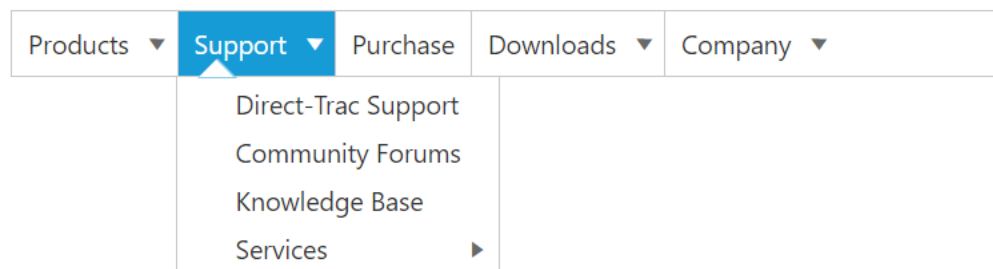 Products Support Purchase Downloads Company
Direct-Trac Support
Community Forums
Knowledge Base
Services